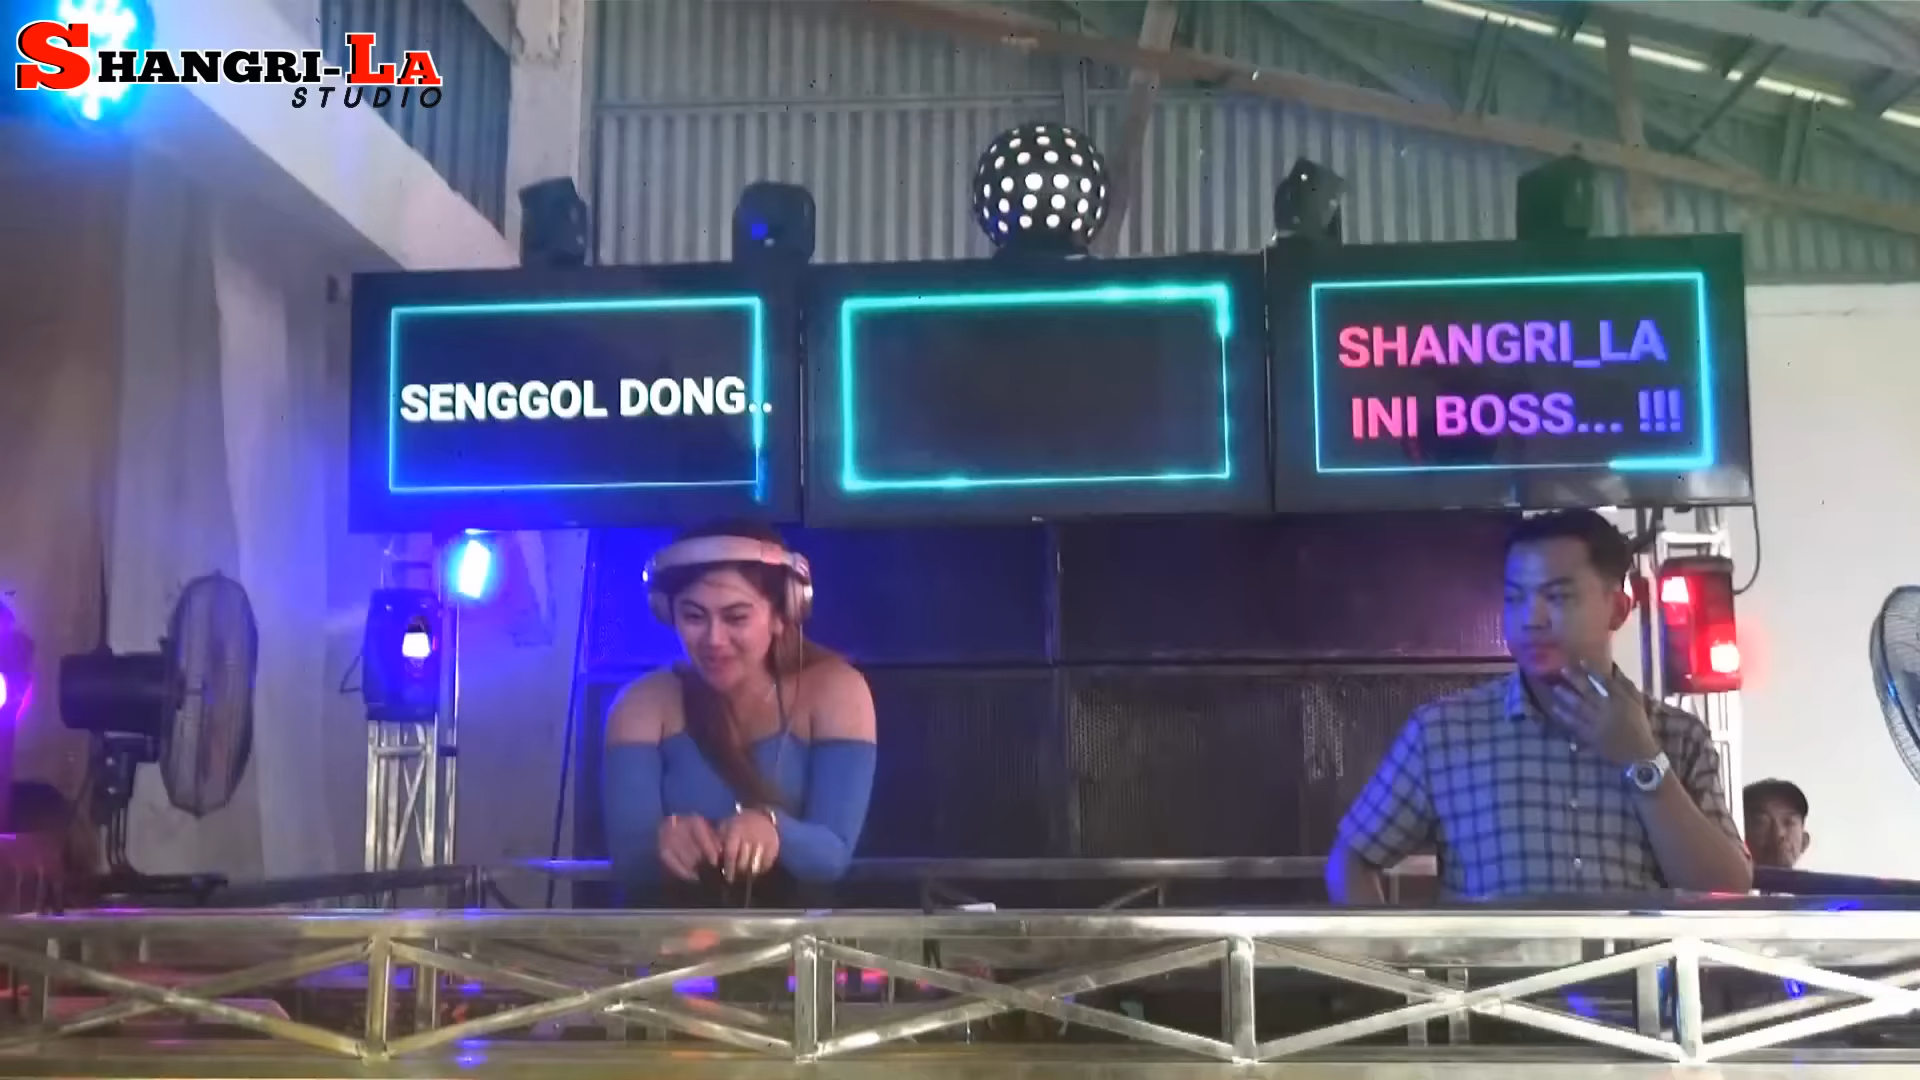 SHANGRI-LA
STUDIO
SENGGOL DONG..
SHANGRI_LA
INI BOSS... !!!